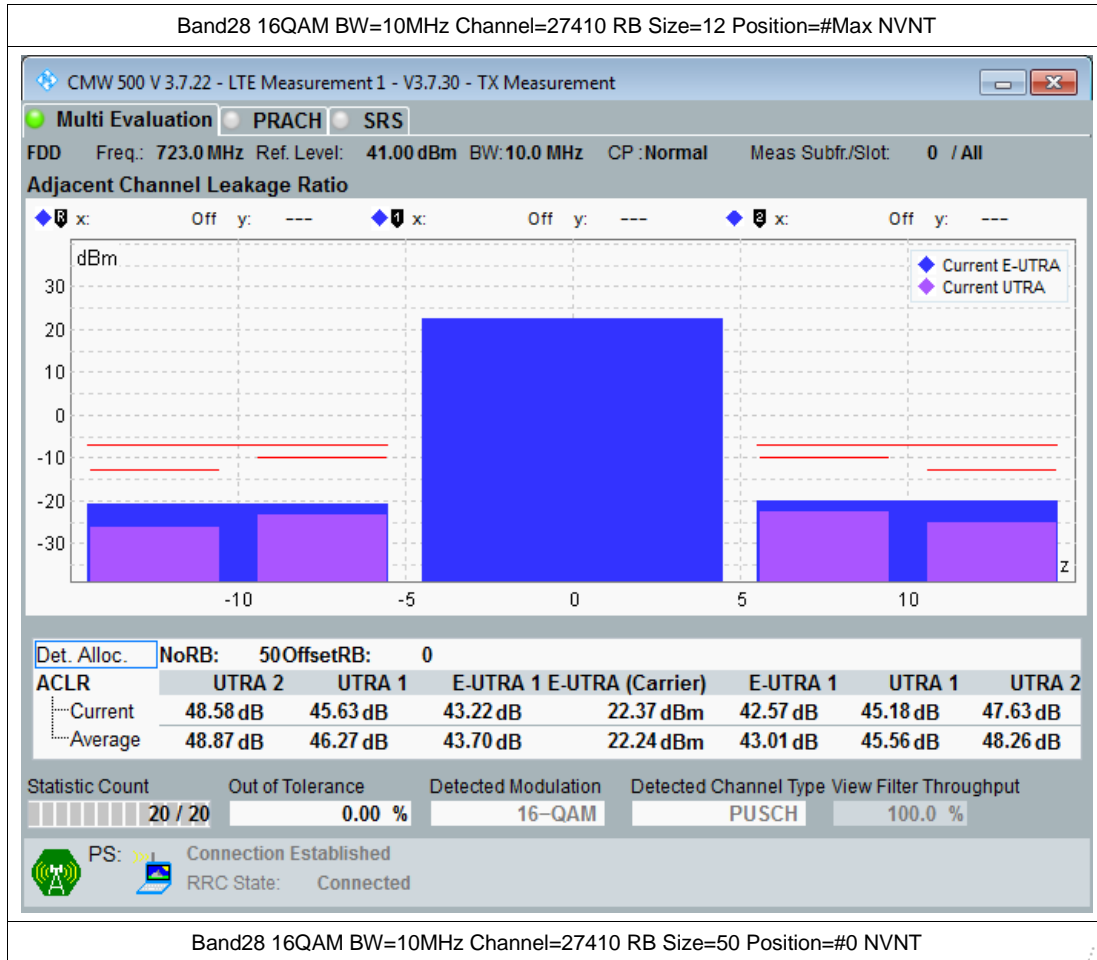 Band28 16QAM BW=10MHz Channel=27410 RB Size=12 Position=#Max NVNT
CMW 500 V 3.7.22 - LTE Measurement 1 - V3.7.30 - TX Measurement
Multi Evaluation PRACH SRS
FDD Freq.: 723.0 MHz Ref. Level: 41.00 dBm BW: 10.0 MHz CP : Normal Meas Subfr./Slot: 0 / All
Adjacent Channel Leakage Ratio
R x: Off y: --- 1 x: Off y: --- 2 x: Off y: ---
dBm
Current E-UTRA
Current UTRA
30
20
10
0
-10
-20
-30
z
-10 -5 0 5 10
Det. Alloc. NoRB: 50 OffsetRB: 0
ACLR UTRA 2 UTRA 1 E-UTRA 1 E-UTRA (Carrier) E-UTRA 1 UTRA 1 UTRA 2
Current 48.58 dB 45.63 dB 43.22 dB 22.37 dBm 42.57 dB 45.18 dB 47.63 dB
Average 48.87 dB 46.27 dB 43.70 dB 22.24 dBm 43.01 dB 45.56 dB 48.26 dB
Statistic Count Out of Tolerance Detected Modulation Detected Channel Type View Filter Throughput
20 / 20 0.00 % 16-QAM PUSCH 100.0 %
PS: Connection Established
RRC State: Connected
Band28 16QAM BW=10MHz Channel=27410 RB Size=50 Position=#0 NVNT